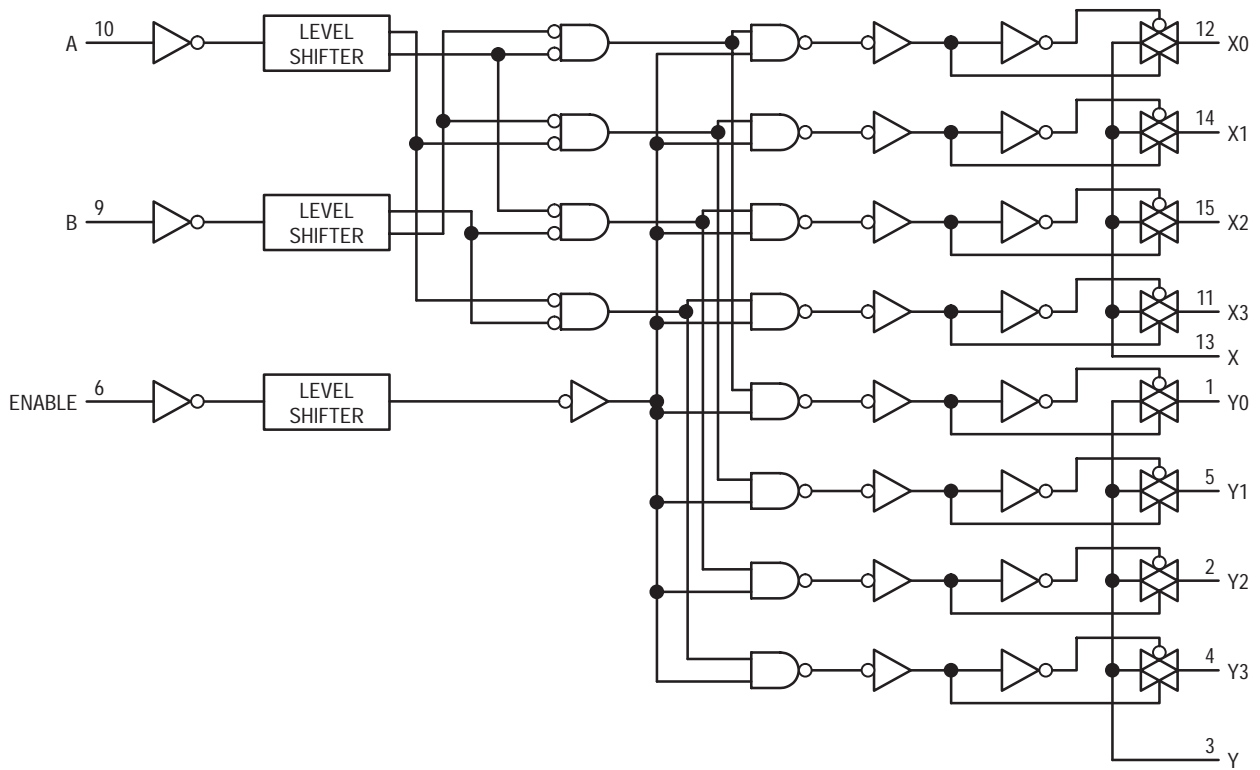 A 10 LEVEL SHIFTER 12 X0
14 X1
B 9 LEVEL SHIFTER 15 X2
11 X3
13 X
ENABLE 6 LEVEL SHIFTER 1 Y0
5 Y1
2 Y2
4 Y3
3 Y